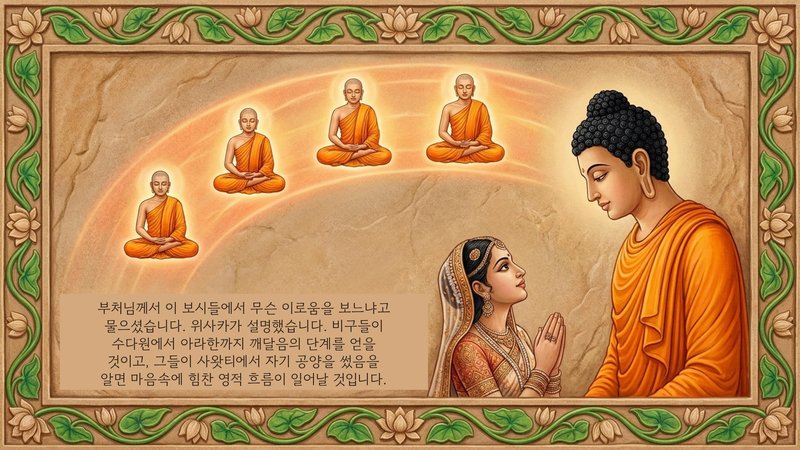 부처님께서 이 보시들에서 무슨 이로움을 보느냐고
물으셨습니다. 위사카가 설명했습니다. 비구들이
수다원에서 아라한까지 깨달음의 단계를 얻을
것이고, 그들이 사왓티에서 자기 공양을 썼음을
알면 마음속에 힘찬 영적 흐름이 일어날 것입니다.